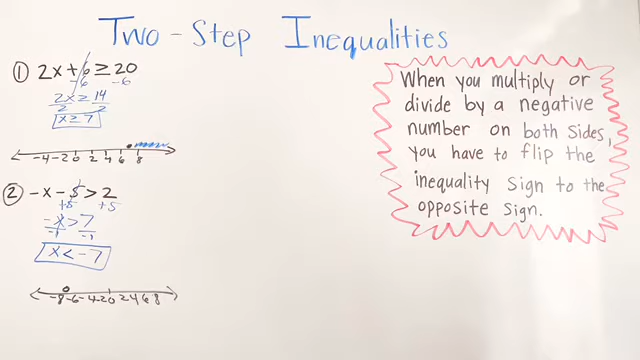 Two-Step Inequalities
① 2x + 6 ≥ 20
-6 -6
2x ≥ 14
2 2
x ≥ 7
-4 -2 0 2 4 6 8
② -x - 5 > 2
+5 +5
-x > 7
-1 -1
x < -7
-8 -6 -4 -2 0 2 4 6 8
When you multiply or
divide by a negative
number on both sides,
you have to flip the
inequality sign to the
opposite sign.